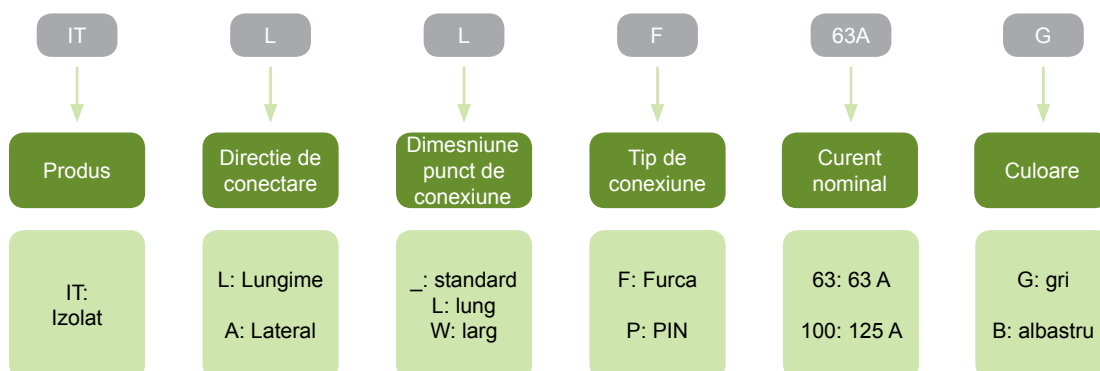 IT
L
L
F
63A
G
Produs
Directie de
conectare
Dimesniune
punct de
conexiune
Tip de
conexiune
Curent
nominal
Culoare
IT:
Izolat
L: Lungime
A: Lateral
_: standard
L: lung
W: larg
F: Furca
P: PIN
63: 63 A
100: 125 A
G: gri
B: albastru